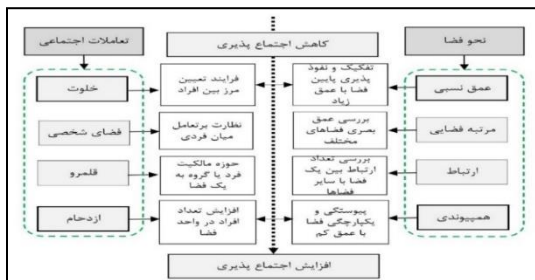 نحو فضا
کاهش اجتماع پذیری
تعاملات اجتماعی
عمق نسبی
تفکیک و نفوذ
پذیری پایین
فضا با عمق
زیاد
فرایند تعیین
مرز بین افراد
خلوت
مرتبه فضایی
بررسی عمق
بصری فضاهای
مختلف
نظارت برتعامل
میان فردی
فضای شخصی
ارتباط
بررسی تعداد
ارتباط بین یک
فضا با سایر
فضاها
حوزه مالکیت
فرد یا گروه به
یک فضا
قلمرو
همپیوندی
پیوستگی و
یکپارچگی فضا
با عمق کم
افزایش تعداد
افراد در واحد
فضا
ازدحام
افزایش اجتماع پذیری